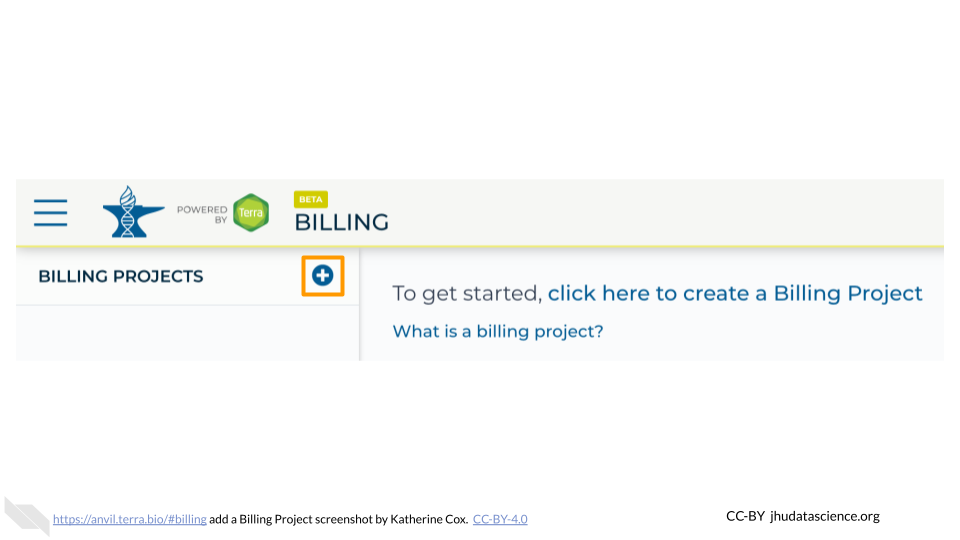 POWERED
BY
Terra
BETA
BILLING
BILLING PROJECTS
To get started, click here to create a Billing Project
What is a billing project?
https://anvil.terra.bio/#billing add a Billing Project screenshot by Katherine Cox. CC-BY-4.0
CC-BY jhudatascience.org